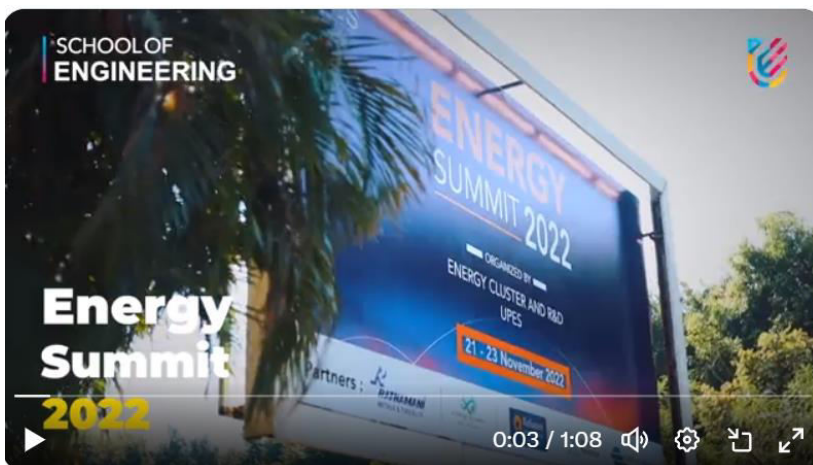 SCHOOL OF
ENGINEERING
ENERGY
SUMMIT 2022
ORGANIZED BY
ENERGY CLUSTER AND R&D
UPES
21 - 23 November 2022
Partners :
RATNAMANI
Energy
Summit
2022
0:03 / 1:08